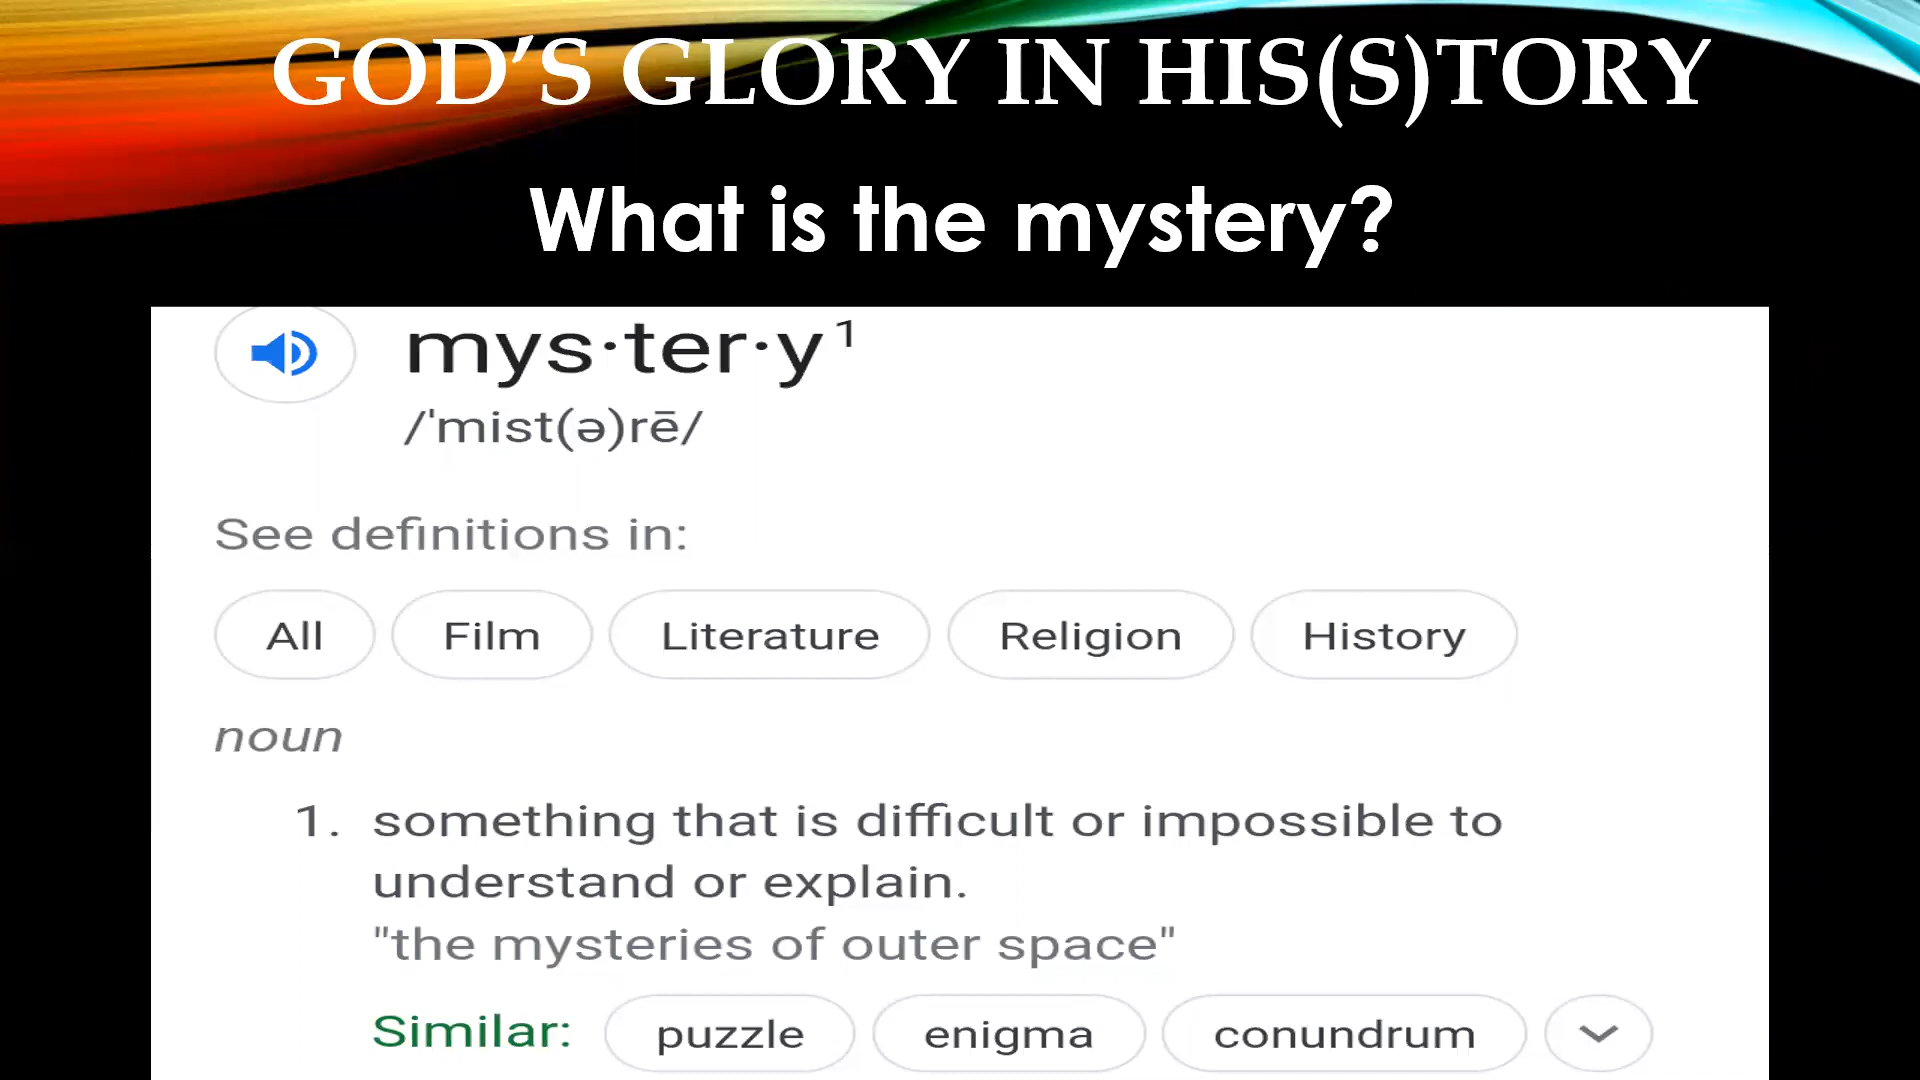 GOD’S GLORY IN HIS(S)TORY
What is the mystery?
mys·ter·y¹
/ˈmist(ə)rē/
See definitions in:
All Film Literature Religion History
noun
1. something that is difficult or impossible to
understand or explain.
"the mysteries of outer space"
Similar: puzzle enigma conundrum